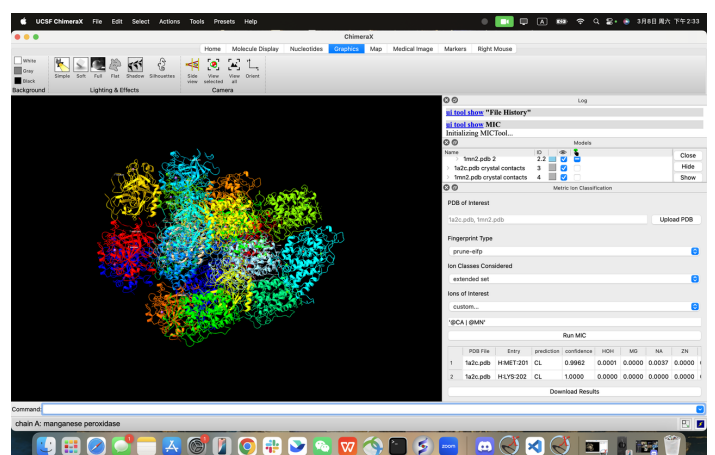 UCSF ChimeraX File Edit Select Actions Tools Presets Help 3月8日 周六 下午2:33
ChimeraX
Home Molecule Display Nucleotides Graphics Map Medical Image Markers Right Mouse
White
Gray
Black
Background
Simple Soft Full Flat Shadow Silhouettes
Lighting & Effects
Side view View selected View all Orient
Camera
Log
ui tool show "File History"
ui tool show MIC
Initializing MICTool...
Models
Name ID
1mn2.pdb 2 2.2
1a2c.pdb crystal contacts 3
1mn2.pdb crystal contacts 4
Close
Hide
Show
Metric Ion Classification
PDB of Interest
1a2c.pdb, 1mn2.pdb
Upload PDB
Fingerprint Type
prune-eifp
Ion Classes Considered
extended set
Ions of Interest
custom...
'@CA | @MN'
Run MIC
PDB File Entry prediction confidence HOH MG NA ZN
1 1a2c.pdb H:MET:201 CL 0.9962 0.0001 0.0000 0.0037 0.0000
2 1a2c.pdb H:LYS:202 CL 1.0000 0.0000 0.0000 0.0000 0.0000
Download Results
Command:
chain A: manganese peroxidase
zoom